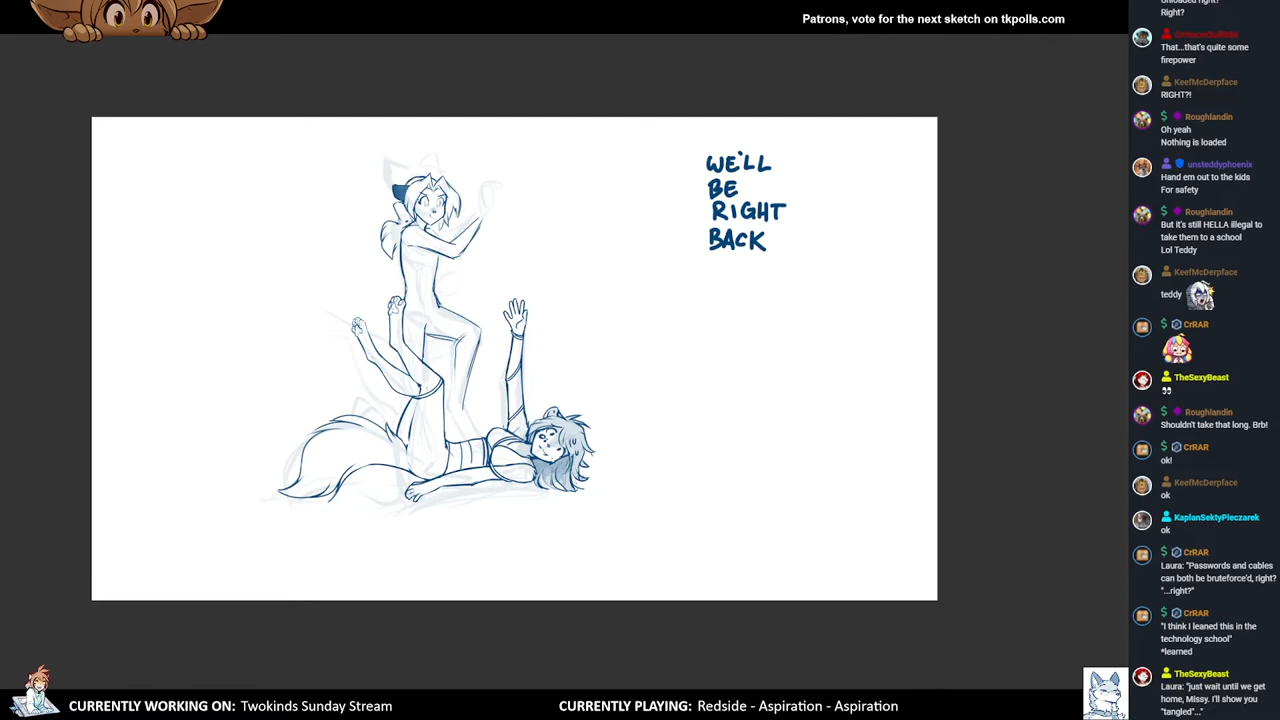 Patrons, vote for the next sketch on tkpolls.com
WE'LL
BE
RIGHT
BACK
Right?
That...that's quite some
firepower
KeefMcDerpface
RIGHT?!
Roughlandin
Oh yeah
Nothing is loaded
unsteddyphoenix
Hand em out to the kids
For safety
Roughlandin
But it's still HELLA illegal to
take them to a school
Lol Teddy
KeefMcDerpface
teddy
CrRAR
TheSexyBeast
Roughlandin
Shouldn't take that long. Brb!
CrRAR
ok!
KeefMcDerpface
ok
KaplanSektyPieczarek
ok
CrRAR
Laura: "Passwords and cables
can both be bruteforce'd, right?
"...right?"
CrRAR
"I think I leaned this in the
technology school"
*learned
TheSexyBeast
Laura: "just wait until we get
home, Missy. I'll show you
"tangled"..."
CURRENTLY WORKING ON: Twokinds Sunday Stream
CURRENTLY PLAYING: Redside - Aspiration - Aspiration